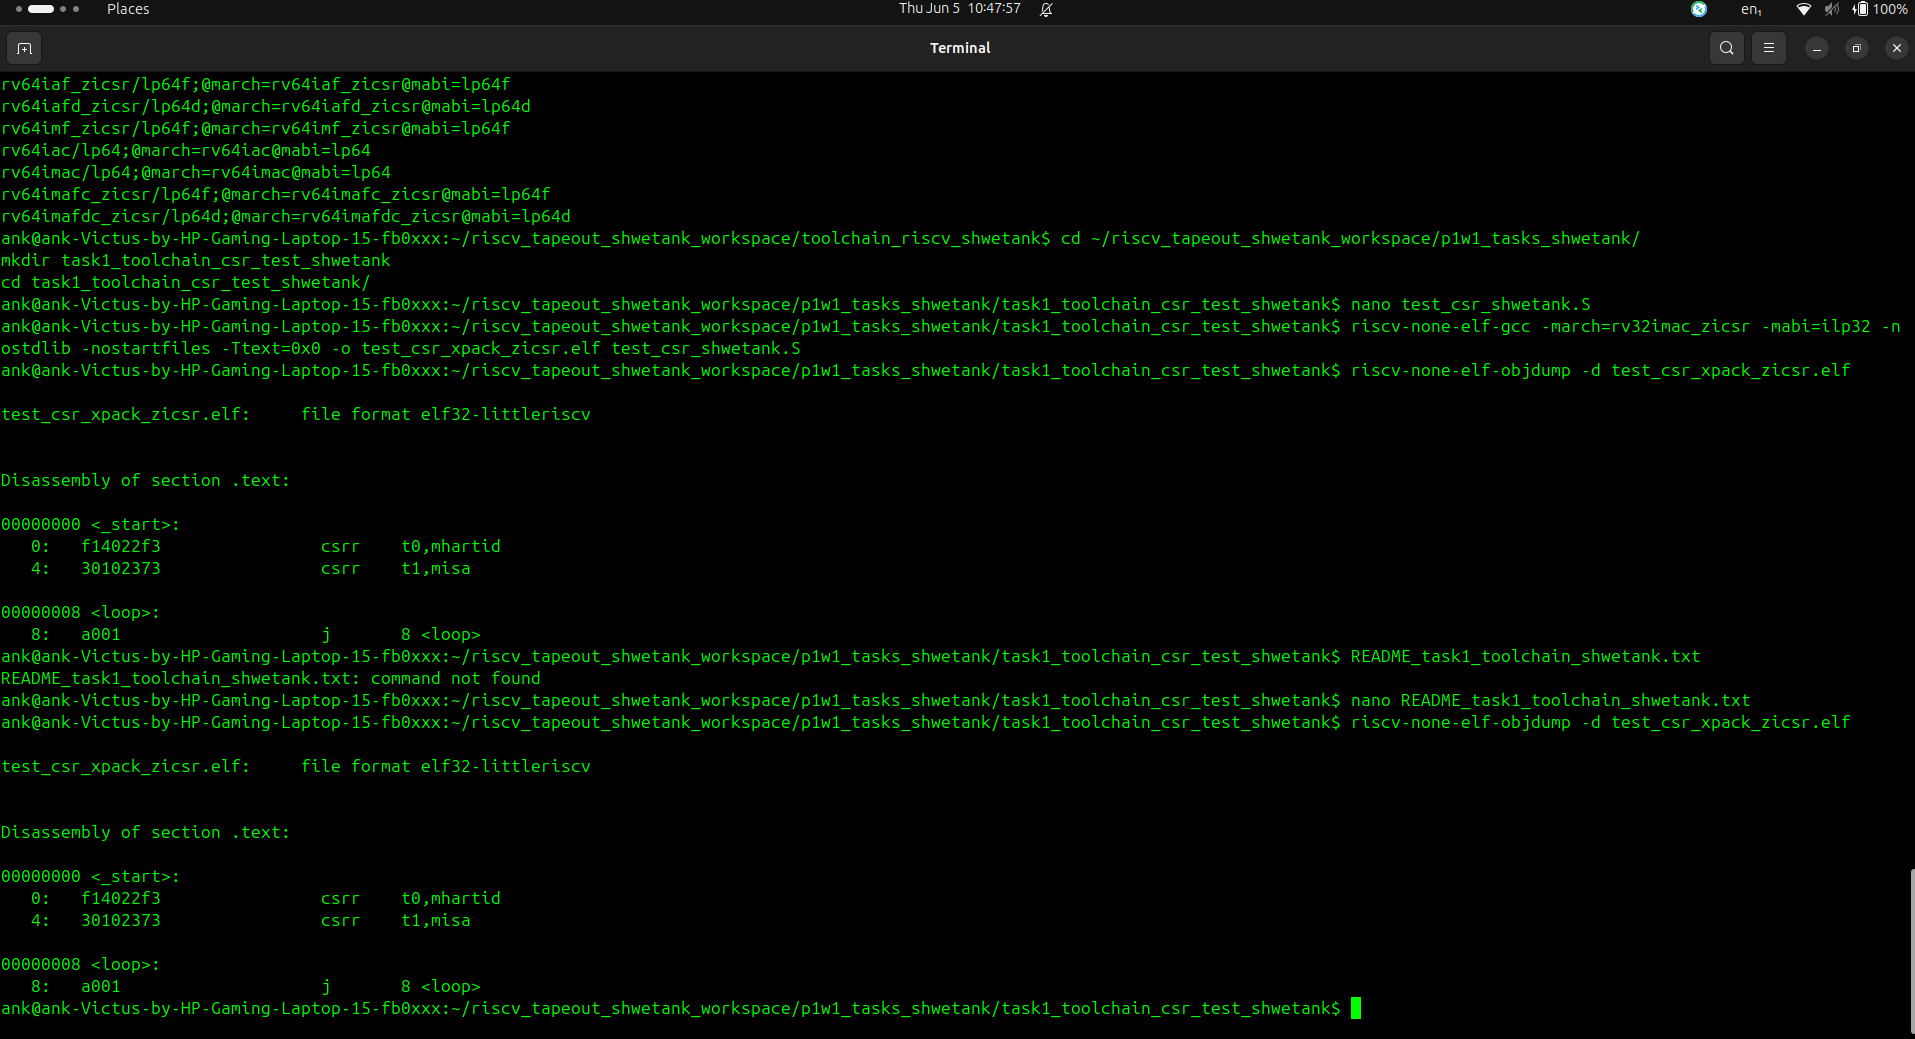 Places
Thu Jun 5 10:47:57
en₁
100%
Terminal
rv64iaf_zicsr/lp64f;@march=rv64iaf_zicsr@mabi=lp64f
rv64iafd_zicsr/lp64d;@march=rv64iafd_zicsr@mabi=lp64d
rv64imf_zicsr/lp64f;@march=rv64imf_zicsr@mabi=lp64f
rv64iac/lp64;@march=rv64iac@mabi=lp64
rv64imac/lp64;@march=rv64imac@mabi=lp64
rv64imafc_zicsr/lp64f;@march=rv64imafc_zicsr@mabi=lp64f
rv64imafdc_zicsr/lp64d;@march=rv64imafdc_zicsr@mabi=lp64d
ank@ank-Victus-by-HP-Gaming-Laptop-15-fb0xxx:~/riscv_tapeout_shwetank_workspace/toolchain_riscv_shwetank$ cd ~/riscv_tapeout_shwetank_workspace/p1w1_tasks_shwetank/
mkdir task1_toolchain_csr_test_shwetank
cd task1_toolchain_csr_test_shwetank/
ank@ank-Victus-by-HP-Gaming-Laptop-15-fb0xxx:~/riscv_tapeout_shwetank_workspace/p1w1_tasks_shwetank/task1_toolchain_csr_test_shwetank$ nano test_csr_shwetank.S
ank@ank-Victus-by-HP-Gaming-Laptop-15-fb0xxx:~/riscv_tapeout_shwetank_workspace/p1w1_tasks_shwetank/task1_toolchain_csr_test_shwetank$ riscv-none-elf-gcc -march=rv32imac_zicsr -mabi=ilp32 -n
ostdlib -nostartfiles -Ttext=0x0 -o test_csr_xpack_zicsr.elf test_csr_shwetank.S
ank@ank-Victus-by-HP-Gaming-Laptop-15-fb0xxx:~/riscv_tapeout_shwetank_workspace/p1w1_tasks_shwetank/task1_toolchain_csr_test_shwetank$ riscv-none-elf-objdump -d test_csr_xpack_zicsr.elf
test_csr_xpack_zicsr.elf:     file format elf32-littleriscv
Disassembly of section .text:
00000000 <_start>:
   0:   f14022f3                csrr    t0,mhartid
   4:   30102373                csrr    t1,misa
00000008 <loop>:
   8:   a001                    j       8 <loop>
ank@ank-Victus-by-HP-Gaming-Laptop-15-fb0xxx:~/riscv_tapeout_shwetank_workspace/p1w1_tasks_shwetank/task1_toolchain_csr_test_shwetank$ README_task1_toolchain_shwetank.txt
README_task1_toolchain_shwetank.txt: command not found
ank@ank-Victus-by-HP-Gaming-Laptop-15-fb0xxx:~/riscv_tapeout_shwetank_workspace/p1w1_tasks_shwetank/task1_toolchain_csr_test_shwetank$ nano README_task1_toolchain_shwetank.txt
ank@ank-Victus-by-HP-Gaming-Laptop-15-fb0xxx:~/riscv_tapeout_shwetank_workspace/p1w1_tasks_shwetank/task1_toolchain_csr_test_shwetank$ riscv-none-elf-objdump -d test_csr_xpack_zicsr.elf
test_csr_xpack_zicsr.elf:     file format elf32-littleriscv
Disassembly of section .text:
00000000 <_start>:
   0:   f14022f3                csrr    t0,mhartid
   4:   30102373                csrr    t1,misa
00000008 <loop>:
   8:   a001                    j       8 <loop>
ank@ank-Victus-by-HP-Gaming-Laptop-15-fb0xxx:~/riscv_tapeout_shwetank_workspace/p1w1_tasks_shwetank/task1_toolchain_csr_test_shwetank$